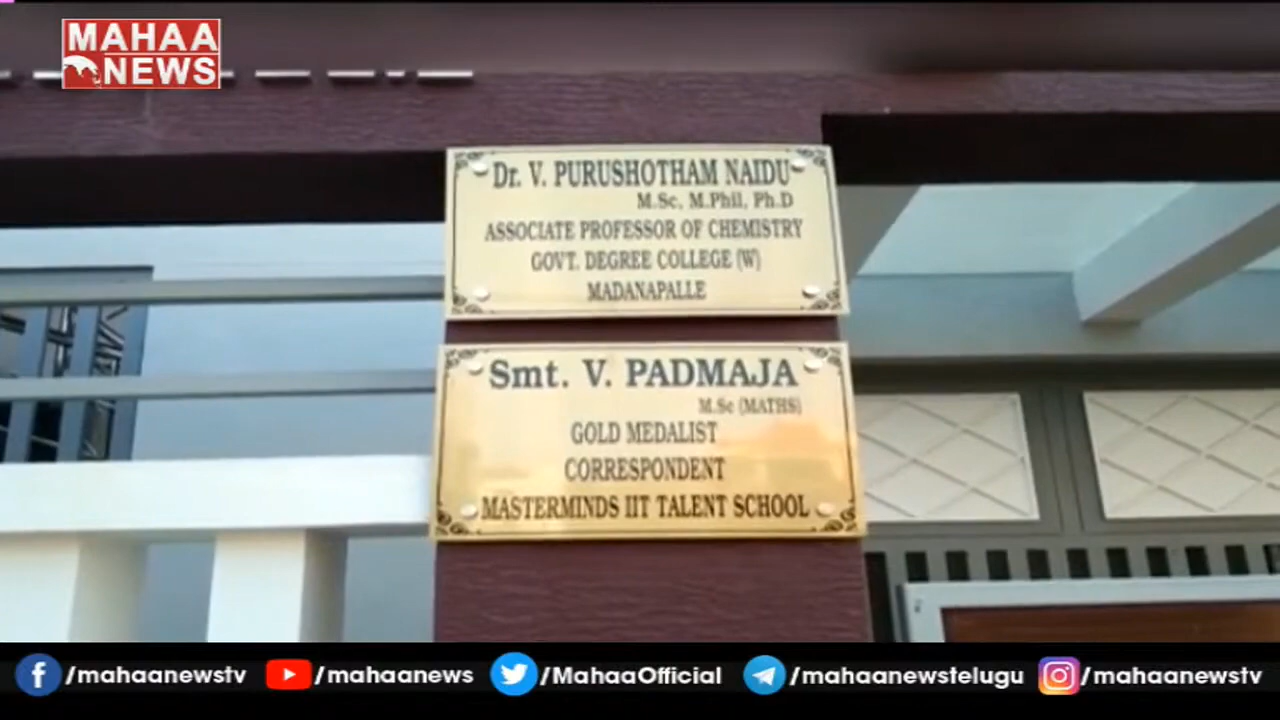 MAHAA
NEWS
Dr. V. PURUSHOTHAM NAIDU
M.Sc, M.Phil, Ph.D
ASSOCIATE PROFESSOR OF CHEMISTRY
GOVT. DEGREE COLLEGE (W)
MADANAPALLE
Smt. V. PADMAJA
M.Sc (MATHS)
GOLD MEDALIST
CORRESPONDENT
MASTERMINDS IIT TALENT SCHOOL
/mahaanewstv /mahaanews /MahaaOfficial /mahaanewstelugu /mahaanewstv